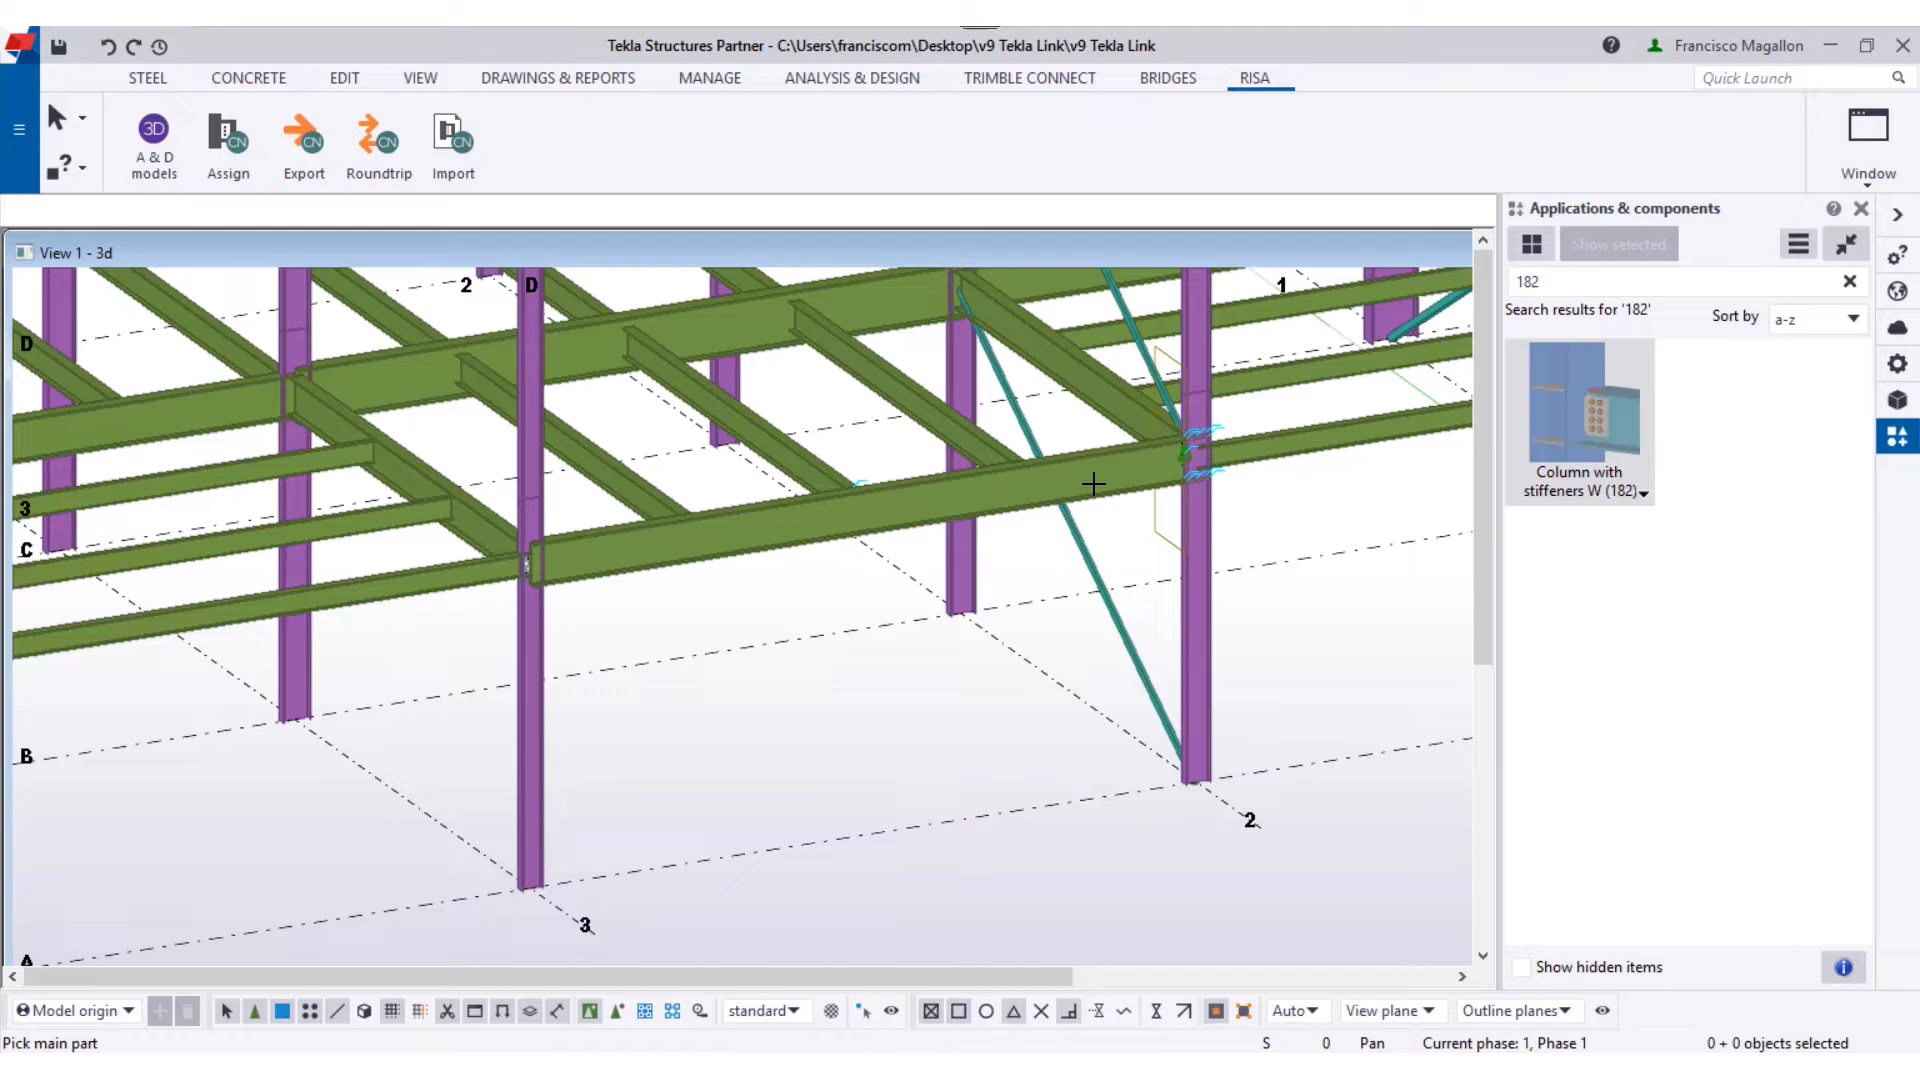 Tekla Structures Partner - C:\Users\franciscom\Desktop\v9 Tekla Link\v9 Tekla Link
Francisco Magallon
STEEL CONCRETE EDIT VIEW DRAWINGS & REPORTS MANAGE ANALYSIS & DESIGN TRIMBLE CONNECT BRIDGES RISA
Quick Launch
3D CN CN CN CN
A & D models
Assign
Export
Roundtrip
Import
Window
View 1 - 3d
Applications & components
Show selected
182
Search results for '182'
Sort by a-z
Column with
stiffeners W (182)
2 D 1
D
3
C
B
2
3
A
Show hidden items
Model origin
standard
Auto
View plane
Outline planes
Pick main part
S 0 Pan Current phase: 1, Phase 1 0 + 0 objects selected